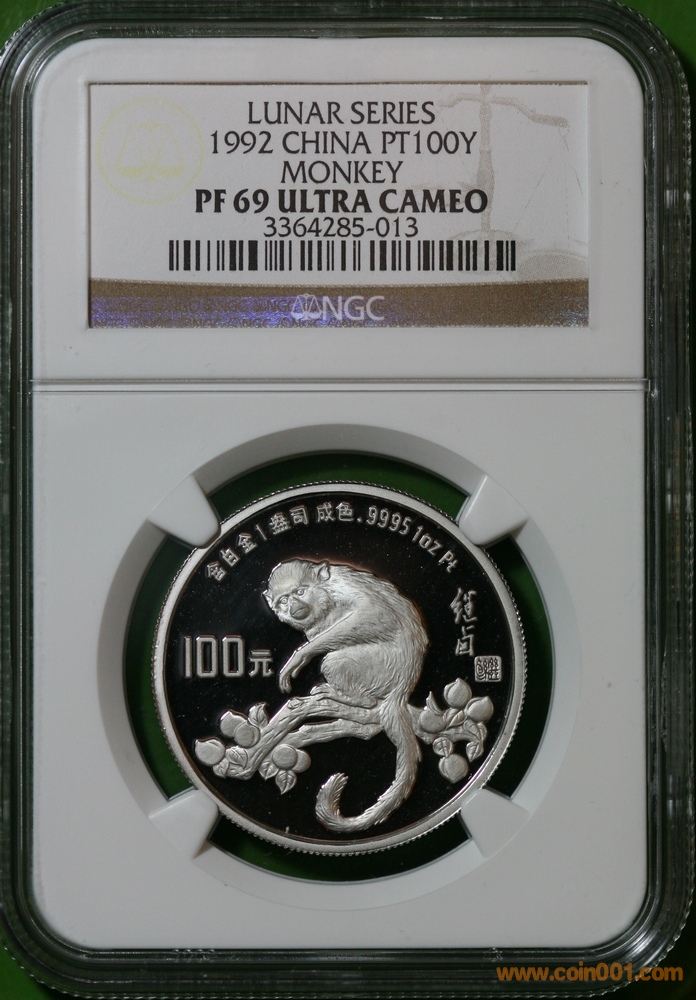 LUNAR SERIES
1992 CHINA PT100Y
MONKEY
PF 69 ULTRA CAMEO
3364285-013
NGC
含白金1盎司 成色.9995 1oz Pt
100元
www.coin001.com